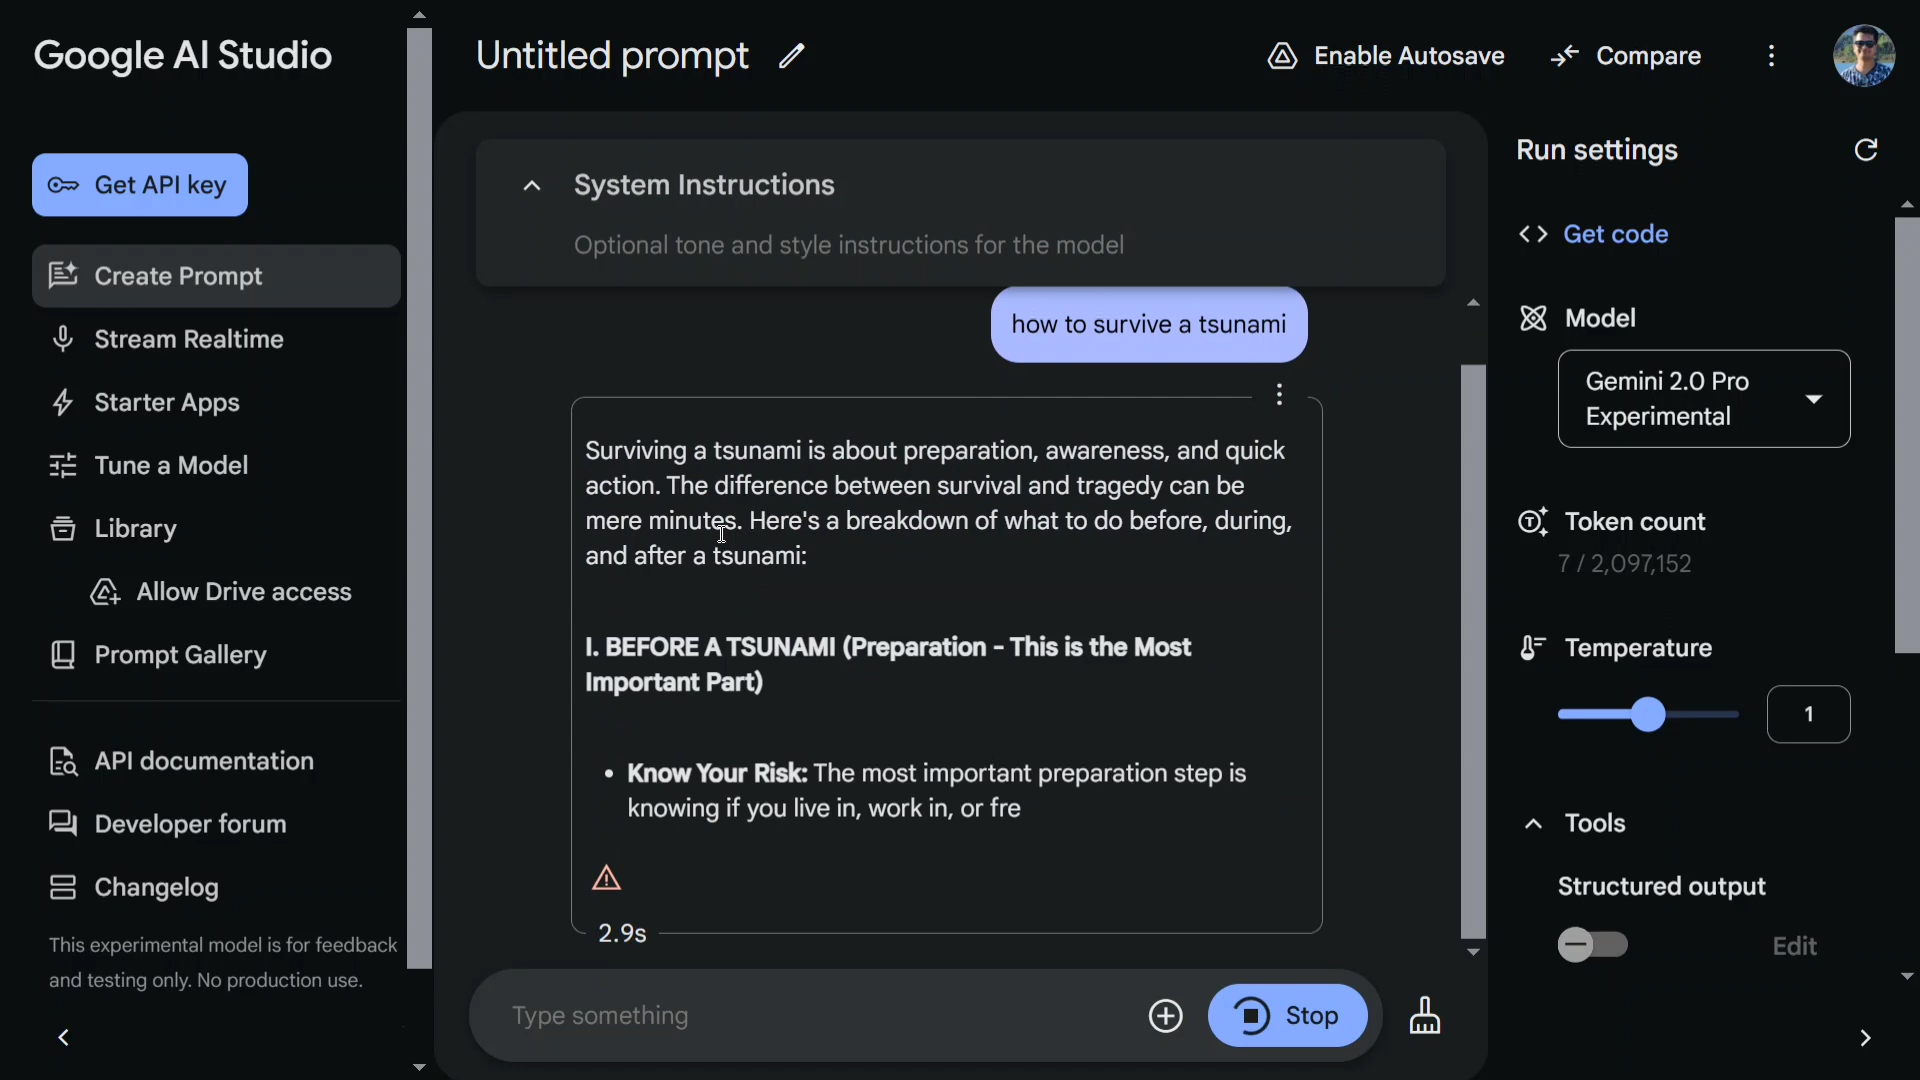 Google AI Studio
Get API key
Create Prompt
Stream Realtime
Starter Apps
Tune a Model
Library
Allow Drive access
Prompt Gallery
API documentation
Developer forum
Changelog
This experimental model is for feedback
and testing only. No production use.
Untitled prompt
Enable Autosave
Compare
System Instructions
Optional tone and style instructions for the model
how to survive a tsunami
Surviving a tsunami is about preparation, awareness, and quick
action. The difference between survival and tragedy can be
mere minutes. Here's a breakdown of what to do before, during,
and after a tsunami:
I. BEFORE A TSUNAMI (Preparation - This is the Most
Important Part)
• Know Your Risk: The most important preparation step is
knowing if you live in, work in, or fre
2.9s
Type something
Stop
Run settings
Get code
Model
Gemini 2.0 Pro
Experimental
Token count
7 / 2,097,152
Temperature
1
Tools
Structured output
Edit